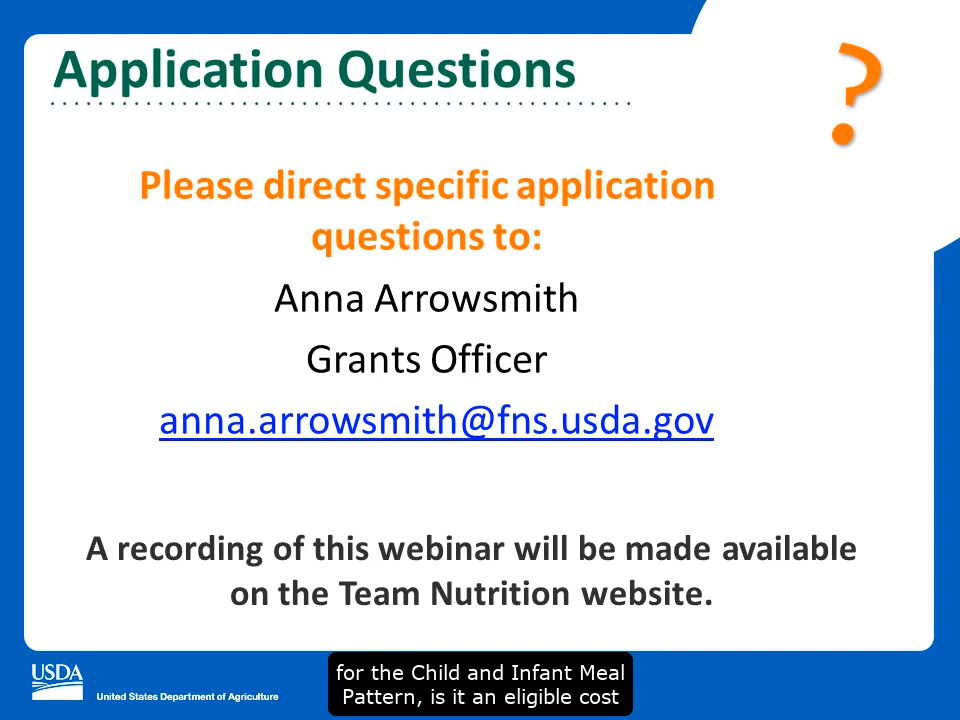 Application Questions
?
Please direct specific application
questions to:
Anna Arrowsmith
Grants Officer
anna.arrowsmith@fns.usda.gov
A recording of this webinar will be made available
on the Team Nutrition website.
USDA
United States Department of Agriculture
for the Child and Infant Meal
Pattern, is it an eligible cost